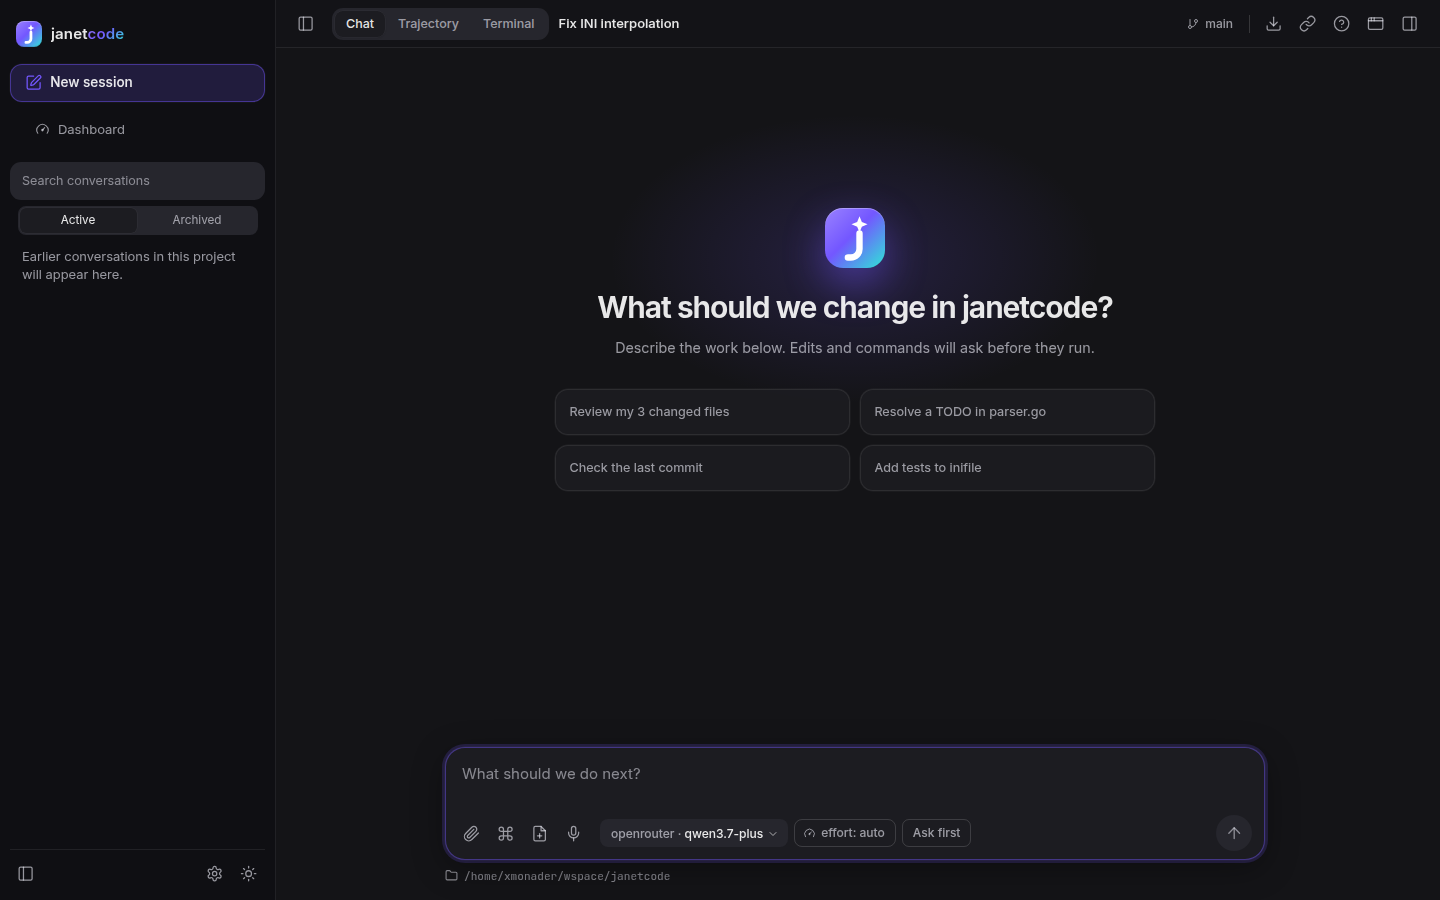 janetcode
New session
Dashboard
Search conversations
Active
Archived
Earlier conversations in this project
will appear here.
Chat
Trajectory
Terminal
Fix INI Interpolation
main
What should we change in janetcode?
Describe the work below. Edits and commands will ask before they run.
Review my 3 changed files
Resolve a TODO in parser.go
Check the last commit
Add tests to inifile
What should we do next?
openrouter · qwen3.7-plus
effort: auto
Ask first
/home/xmonader/wspace/janetcode